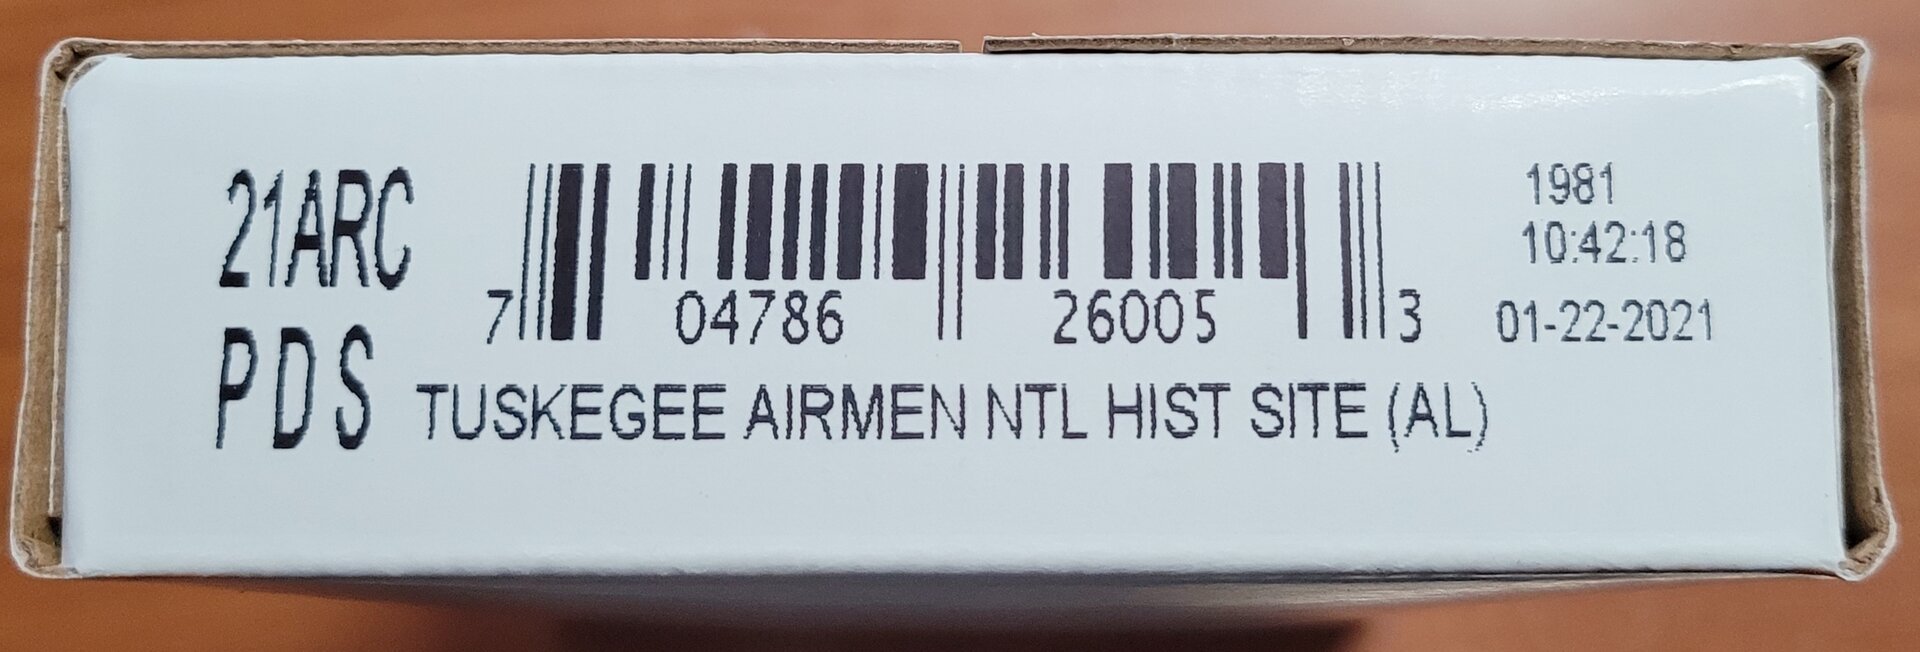 21ARC
PDS
7 04786 26005 3
TUSKEGEE AIRMEN NTL HIST SITE (AL)
1981
10:42:18
01-22-2021